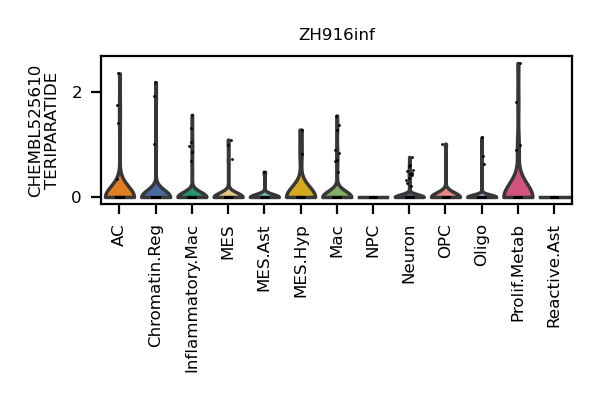 ZH916inf
CHEMBL525610
TERIPARATIDE
2
0
AC
Chromatin.Reg
Inflammatory.Mac
MES
MES.Ast
MES.Hyp
Mac
NPC
Neuron
OPC
Oligo
Prolif.Metab
Reactive.Ast